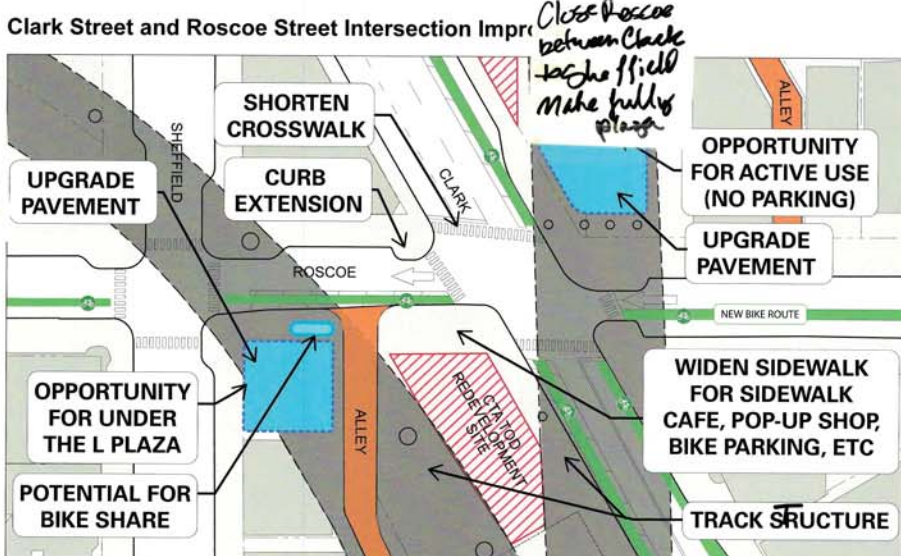 Clark Street and Roscoe Street Intersection Impro
Close Roscoe
between Clark
to Sheffield
Make fully
plaza
SHEFFIELD
SHORTEN
CROSSWALK
ALLEY
UPGRADE
PAVEMENT
CURB
EXTENSION
CLARK
OPPORTUNITY
FOR ACTIVE USE
(NO PARKING)
UPGRADE
PAVEMENT
ROSCOE
NEW BIKE ROUTE
OPPORTUNITY
FOR UNDER
THE L PLAZA
ALLEY
CTA TOD
REDEVELOPMENT
SITE
WIDEN SIDEWALK
FOR SIDEWALK
CAFE, POP-UP SHOP,
BIKE PARKING, ETC
POTENTIAL FOR
BIKE SHARE
TRACK STRUCTURE